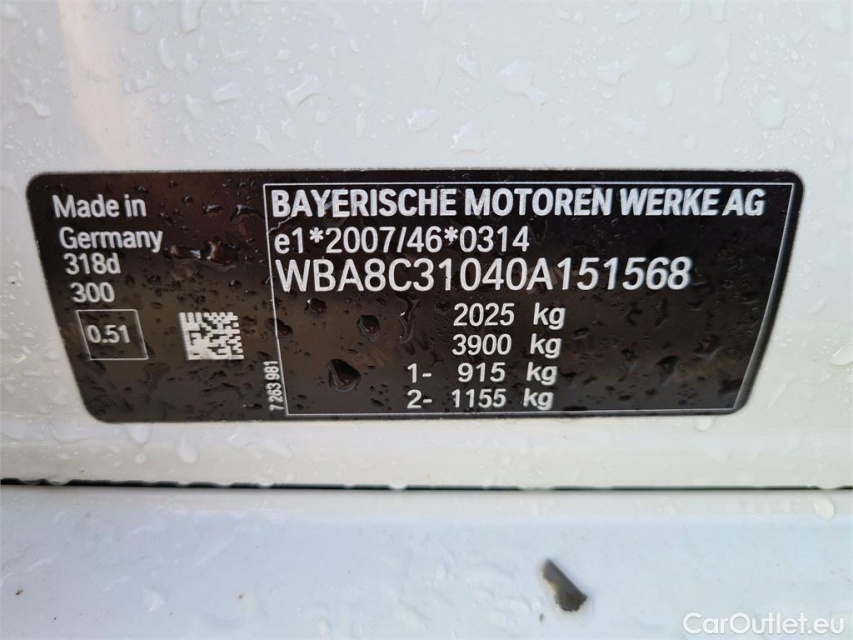 Made in
Germany
318d
300
0.51
7 263 981
BAYERISCHE MOTOREN WERKE AG
e1*2007/46*0314
WBA8C31040A151568
2025 kg
3900 kg
1- 915 kg
2- 1155 kg
CarOutlet.eu